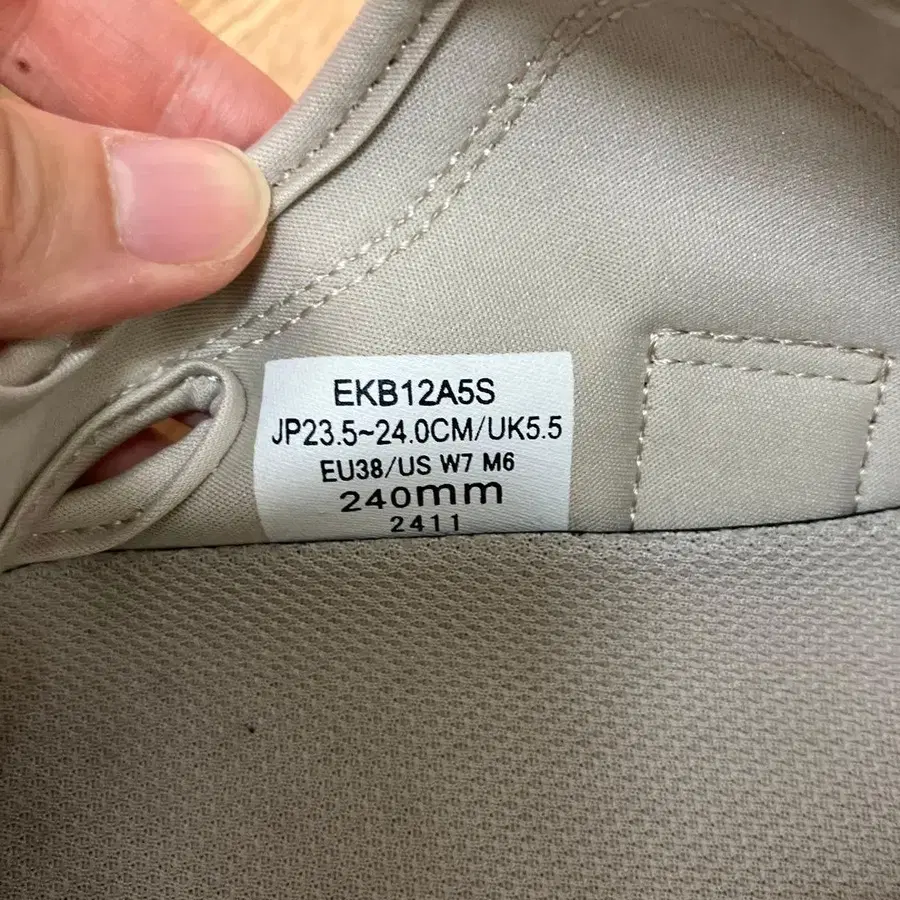 EKB12A5S
JP23.5~24.0CM/UK5.5
EU38/US W7 M6
240mm
2411